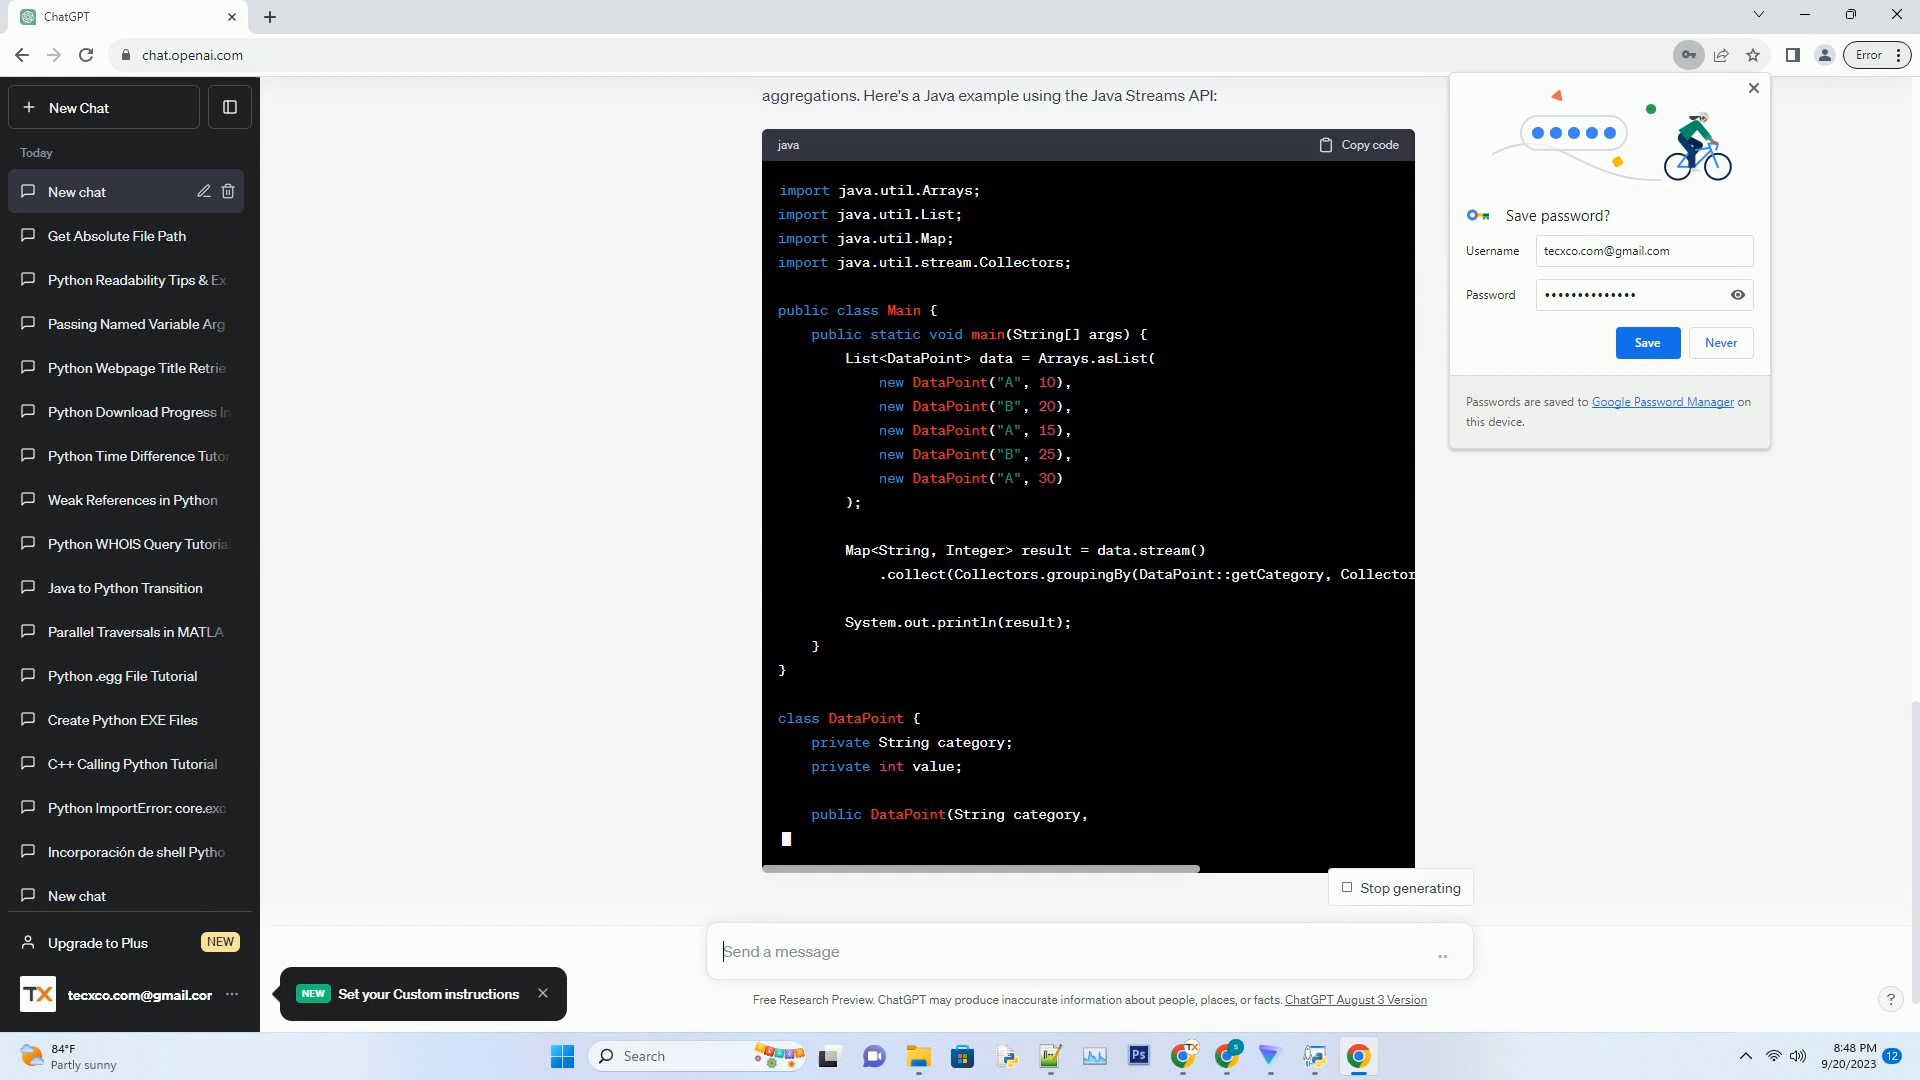 ChatGPT
chat.openai.com
Error
New Chat
Today
New chat
Get Absolute File Path
Python Readability Tips & Ex
Passing Named Variable Arg
Python Webpage Title Retrie
Python Download Progress In
Python Time Difference Tutor
Weak References in Python
Python WHOIS Query Tutoria
Java to Python Transition
Parallel Traversals in MATLA
Python .egg File Tutorial
Create Python EXE Files
C++ Calling Python Tutorial
Python ImportError: core.exc
Incorporación de shell Pytho
New chat
Upgrade to Plus
NEW
TX
tecxco.com@gmail.cor
aggregations. Here's a Java example using the Java Streams API:
java
Copy code
import java.util.Arrays;
import java.util.List;
import java.util.Map;
import java.util.stream.Collectors;
public class Main {
public static void main(String[] args) {
List<DataPoint> data = Arrays.asList(
new DataPoint("A", 10),
new DataPoint("B", 20),
new DataPoint("A", 15),
new DataPoint("B", 25),
new DataPoint("A", 30)
);
Map<String, Integer> result = data.stream()
.collect(Collectors.groupingBy(DataPoint::getCategory, Collector
System.out.println(result);
}
}
class DataPoint {
private String category;
private int value;
public DataPoint(String category,
Stop generating
Send a message
NEW Set your Custom instructions
Free Research Preview. ChatGPT may produce inaccurate information about people, places, or facts. ChatGPT August 3 Version
?
Save password?
Username
tecxco.com@gmail.com
Password
••••••••••••••
Save
Never
Passwords are saved to Google Password Manager on
this device.
84°F
Partly sunny
Search
Ps
TX
S
8:48 PM
9/20/2023
12